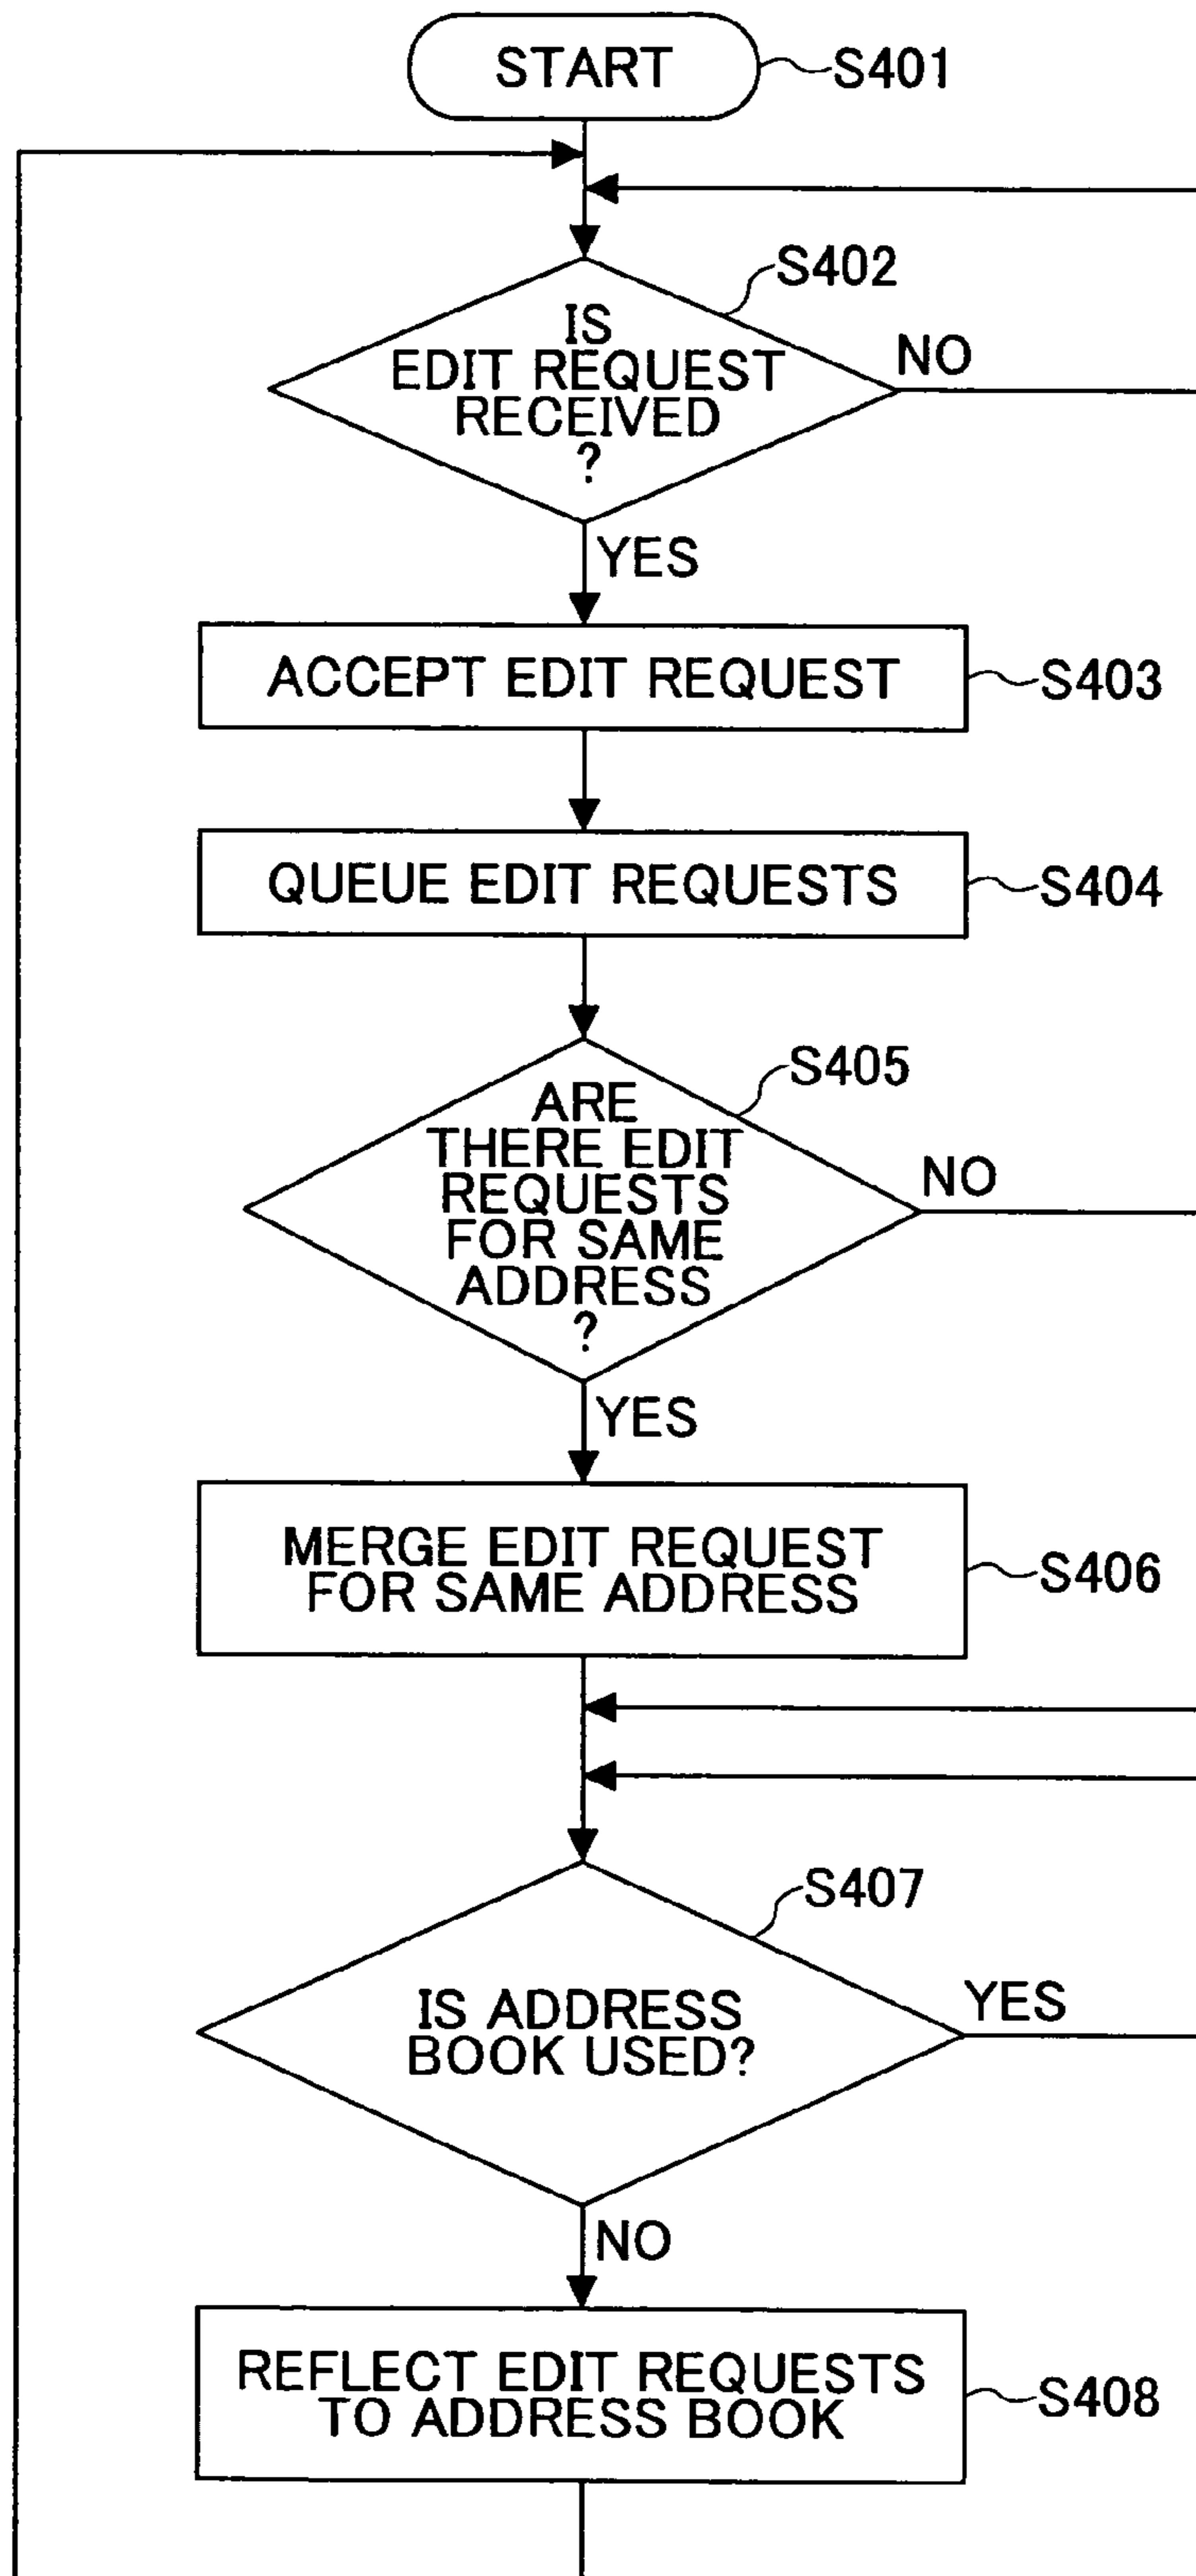 START
S401
S402
IS
EDIT REQUEST
RECEIVED
?
NO
YES
ACCEPT EDIT REQUEST
S403
QUEUE EDIT REQUESTS
S404
S405
ARE
THERE EDIT
REQUESTS
FOR SAME
ADDRESS
?
NO
YES
MERGE EDIT REQUEST
FOR SAME ADDRESS
S406
S407
IS ADDRESS
BOOK USED?
YES
NO
REFLECT EDIT REQUESTS
TO ADDRESS BOOK
S408